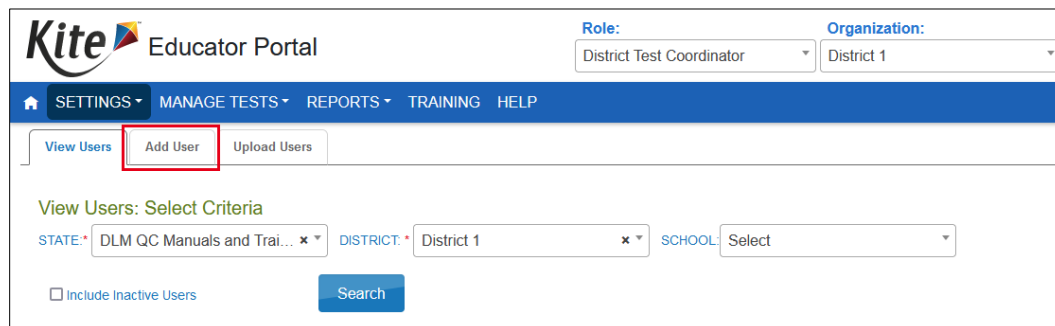 Kite Educator Portal
Role: Organization:
District Test Coordinator District 1
SETTINGS MANAGE TESTS REPORTS TRAINING HELP
View Users Add User Upload Users
View Users: Select Criteria
STATE:* DLM QC Manuals and Trai... × DISTRICT: * District 1 × SCHOOL: Select
Include Inactive Users Search